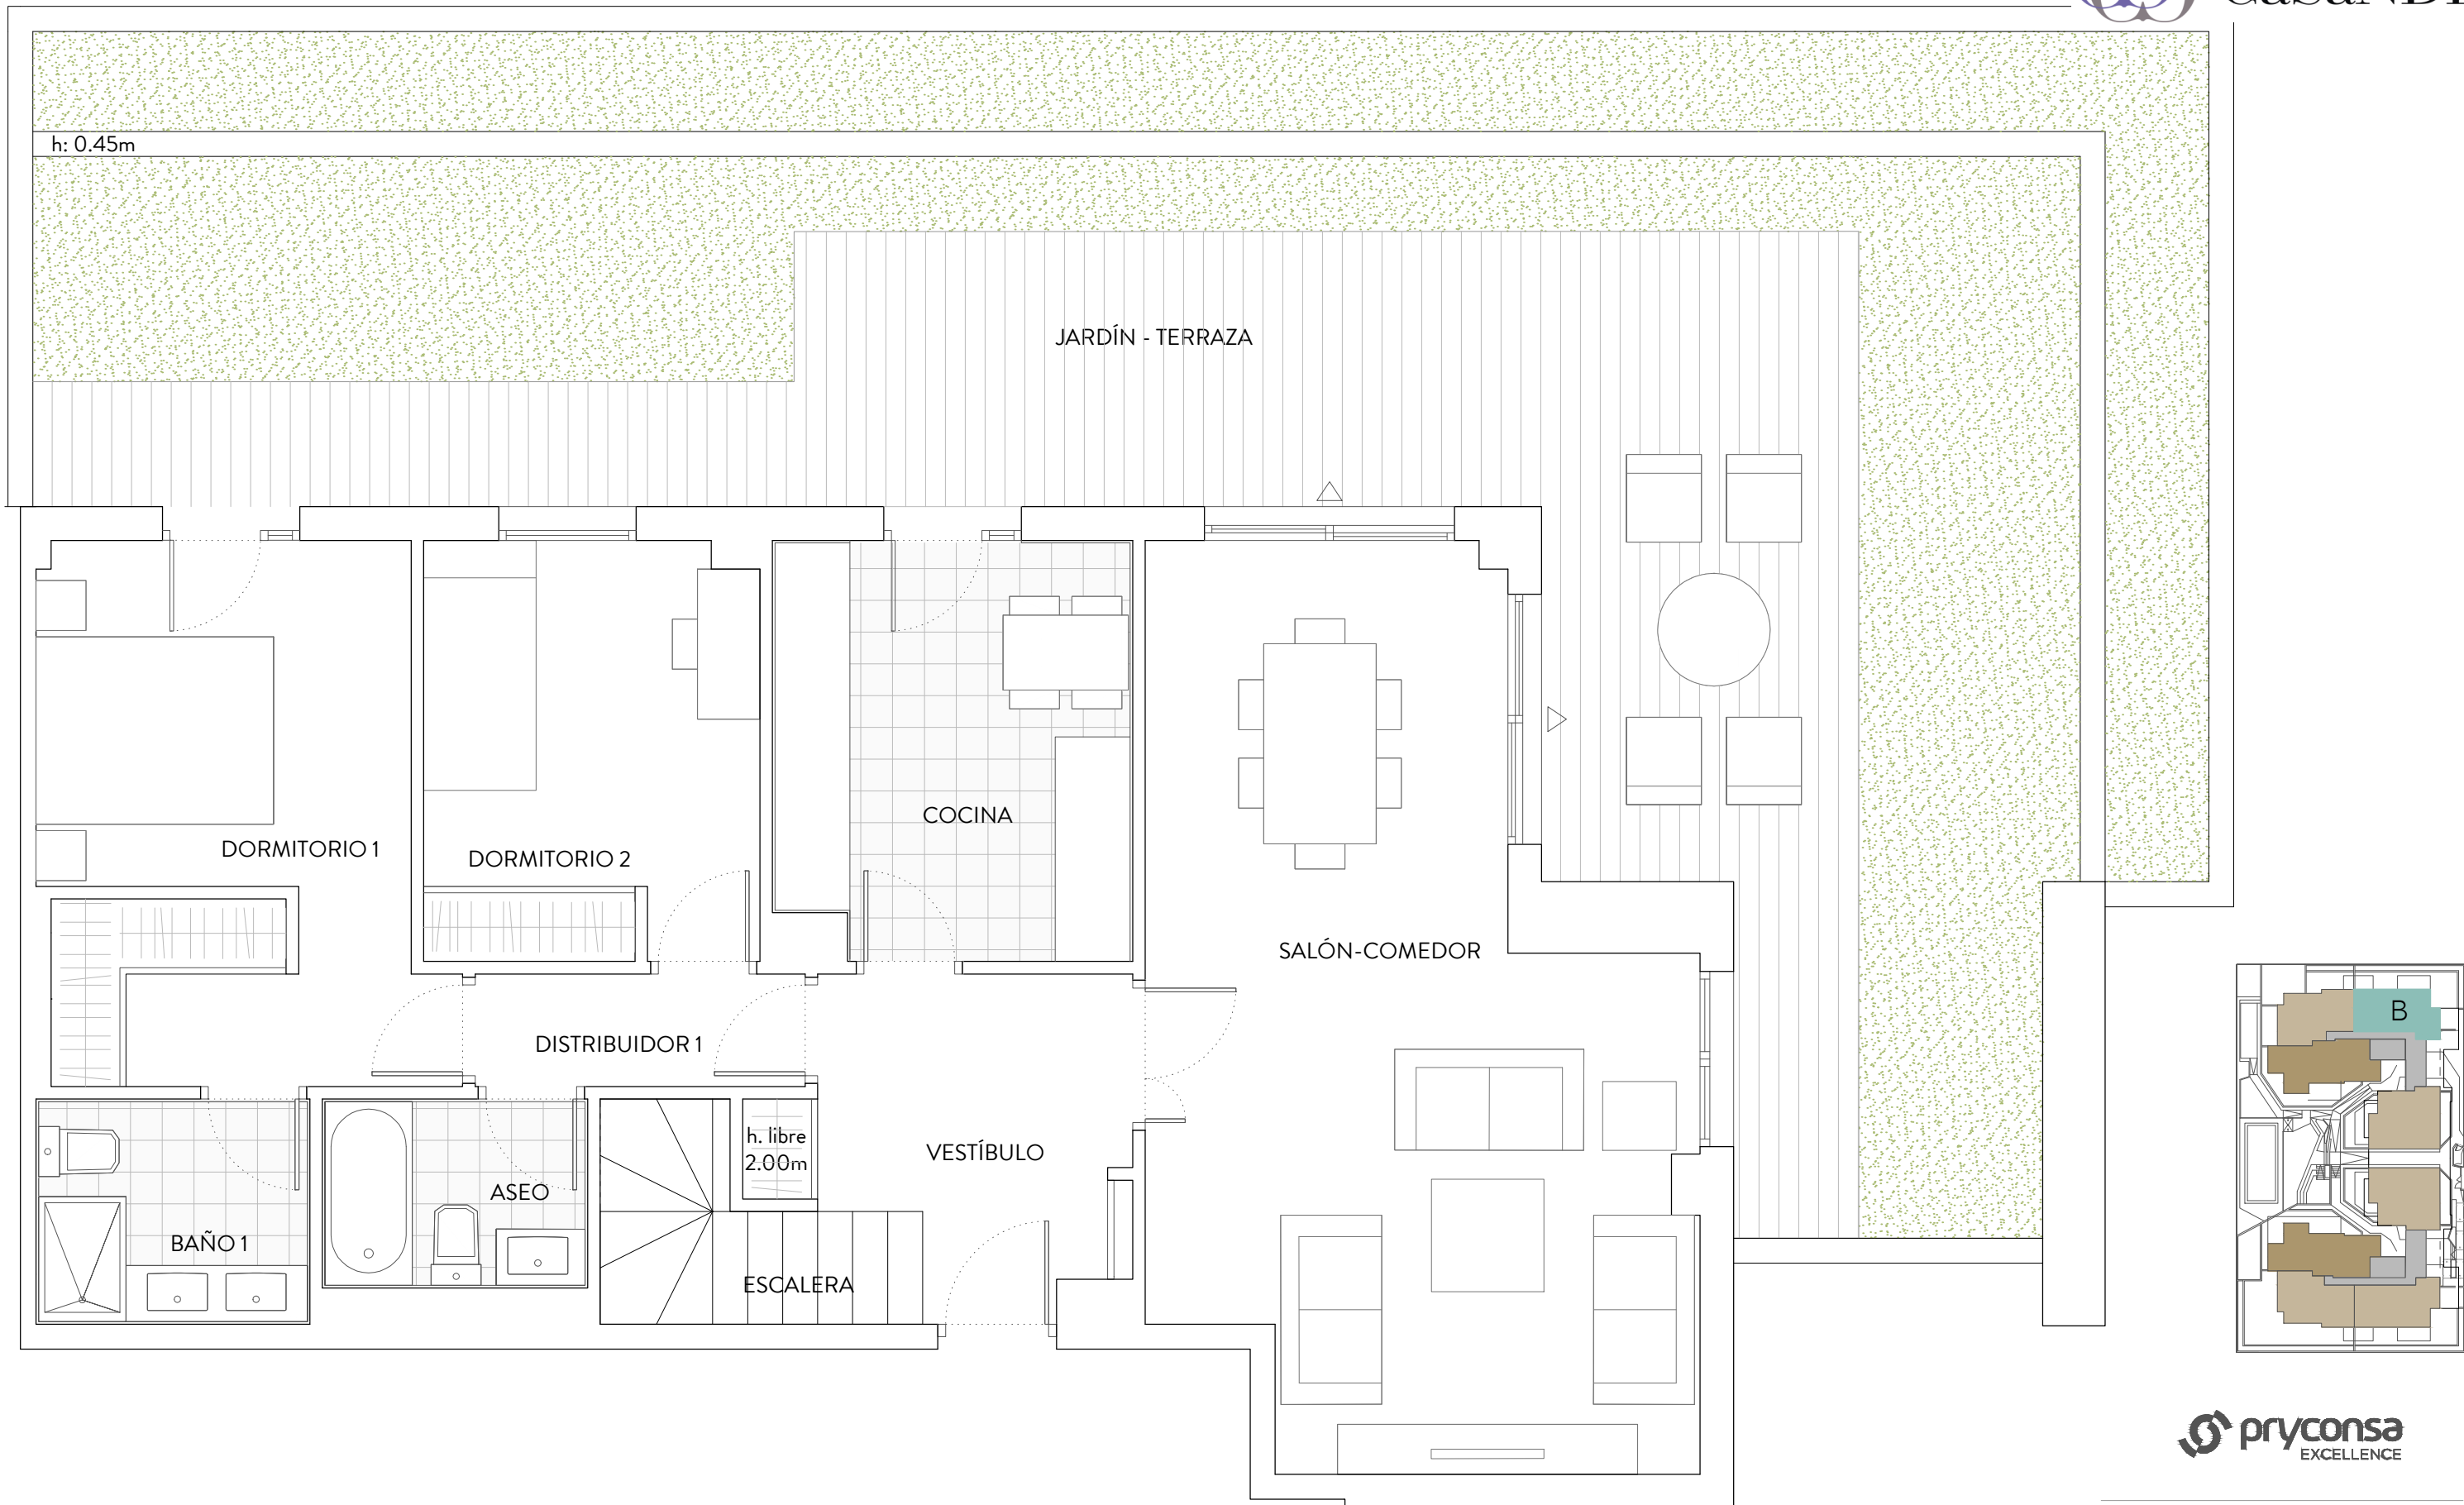 h: 0.45m
JARDÍN - TERRAZA
COCINA
DORMITORIO 1
DORMITORIO 2
SALÓN-COMEDOR
B
DISTRIBUIDOR 1
h. libre
2.00m
VESTÍBULO
ASEO
BAÑO 1
ESCALERA
pryconsa
EXCELLENCE